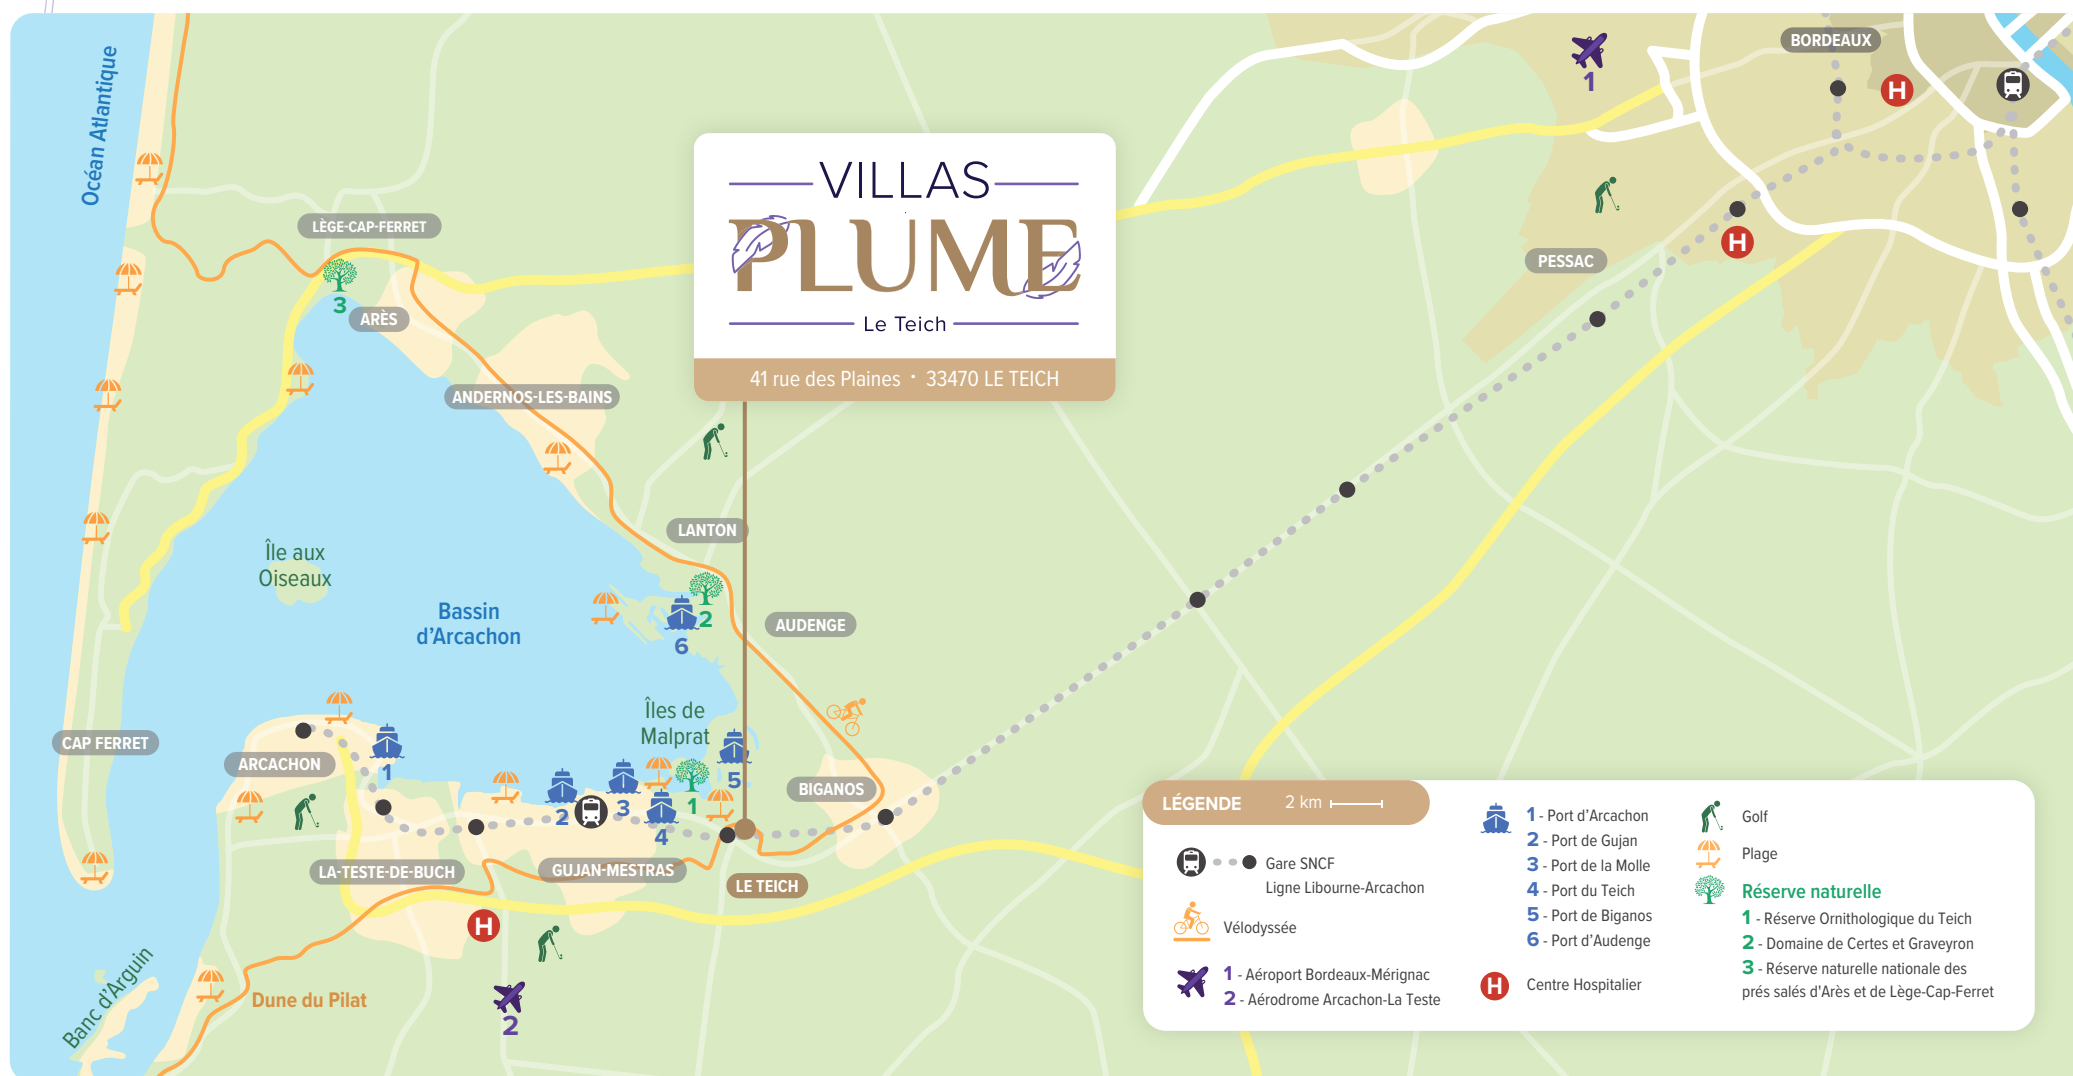 Océan Atlantique
BORDEAUX
1
H
VILLAS
PLUME
Le Teich
41 rue des Plaines • 33470 LE TEICH
LÈGE-CAP-FERRET
3
ARÈS
H
PESSAC
ANDERNOS-LES-BAINS
LANTON
Île aux
Oiseaux
Bassin
d'Arcachon
2
6
AUDENGE
Îles de
Malprat
CAP FERRET
ARCACHON
1
2
3
4
1
5
BIGANOS
LA-TESTE-DE-BUCH
GUJAN-MESTRAS
LE TEICH
H
Banc d'Arguin
Dune du Pilat
2
LÉGENDE
2 km
Gare SNCF
Ligne Libourne-Arcachon
Vélodyssée
1 - Aéroport Bordeaux-Mérignac
2 - Aérodrome Arcachon-La Teste
1 - Port d'Arcachon
2 - Port de Gujan
3 - Port de la Molle
4 - Port du Teich
5 - Port de Biganos
6 - Port d'Audenge
H
Centre Hospitalier
Golf
Plage
Réserve naturelle
1 - Réserve Ornithologique du Teich
2 - Domaine de Certes et Graveyron
3 - Réserve naturelle nationale des
prés salés d'Arès et de Lège-Cap-Ferret